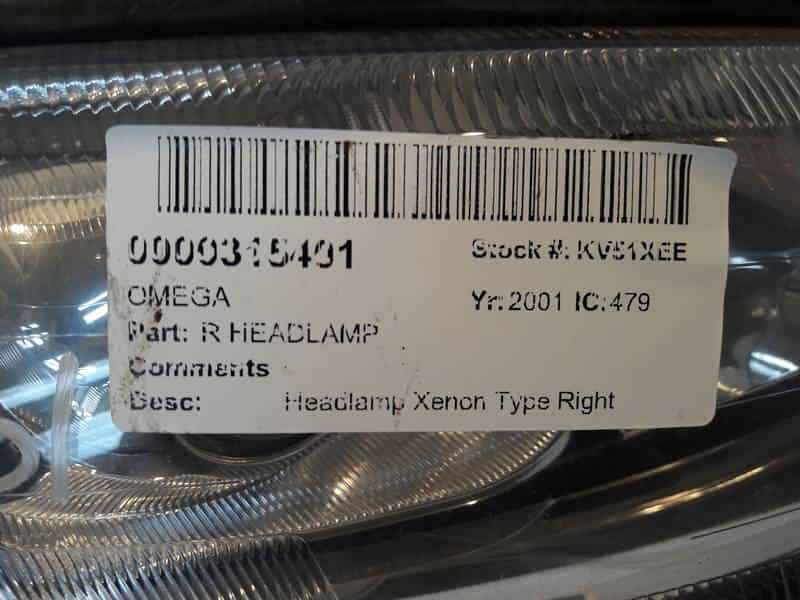 0000315401 Stock #: KV51XEE
OMEGA Yr: 2001 IC: 479
Part: R HEADLAMP
Comments
Desc: Headlamp Xenon Type Right